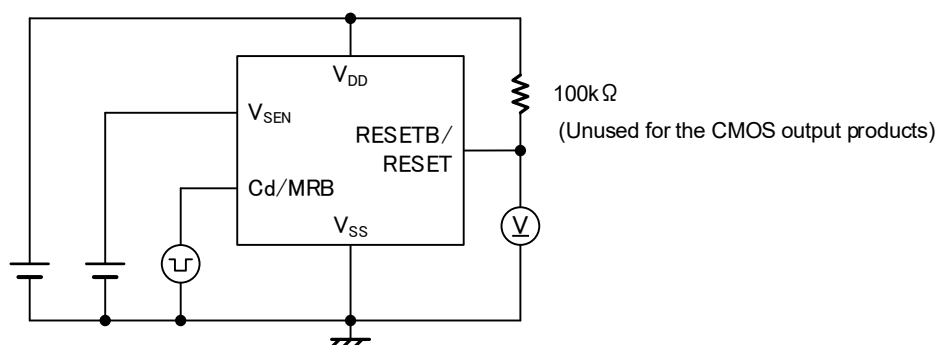 V_DD
100kΩ
V_SEN
(Unused for the CMOS output products)
RESETB/
RESET
Cd/MRB
V_SS
V